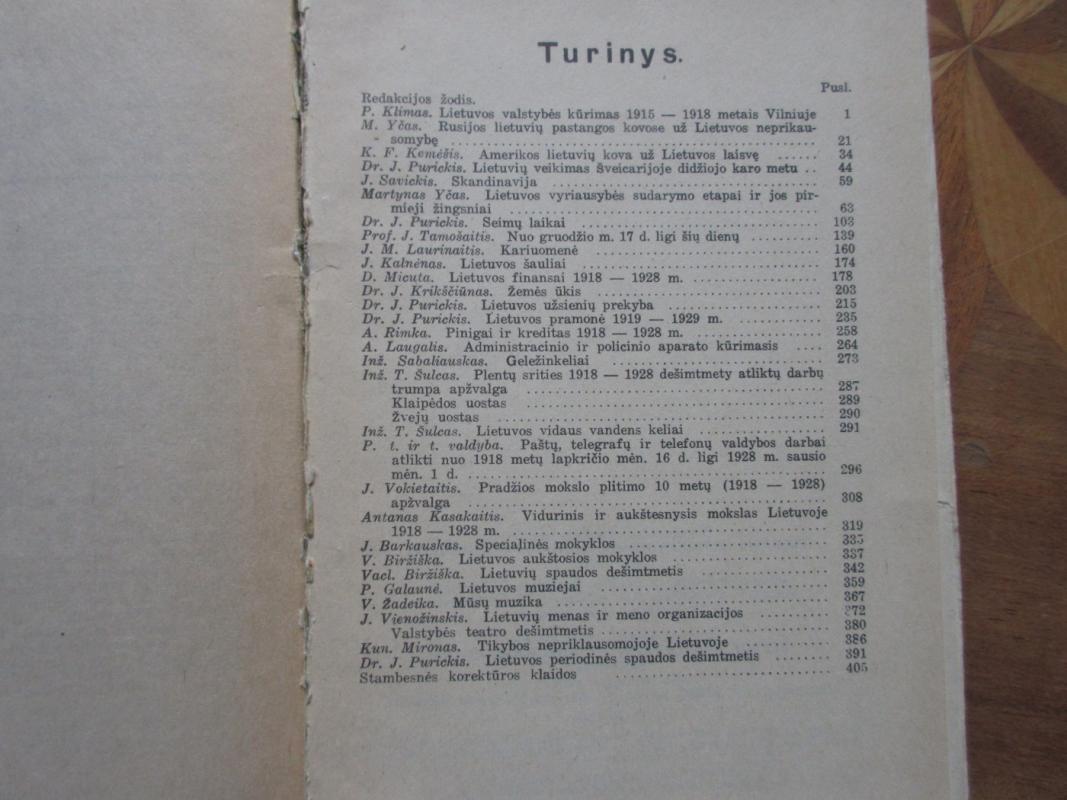 Turinys.
Pusl.
Redakcijos žodis.
P. Klimas. Lietuvos valstybės kūrimas 1915 — 1918 metais Vilniuje 1
M. Yčas. Rusijos lietuvių pastangos kovose už Lietuvos neprikau-
somybę .......... 21
K. F. Kemėšis. Amerikos lietuvių kova už Lietuvos laisvę ...... 34
Dr. J. Purickis. Lietuvių veikimas Šveicarijoje didžiojo karo metu .. 44
J. Savickis. Skandinavija .......... 59
Martynas Yčas. Lietuvos vyriausybės sudarymo etapai ir jos pir-
mieji žingsniai .......... 63
Dr. J. Purickis. Seimų laikai .......... 103
Prof. J. Tamošaitis. Nuo gruodžio m. 17 d. ligi šių dienų .......... 139
J. M. Laurinaitis. Kariuomenė .......... 160
J. Kalnėnas. Lietuvos šauliai .......... 174
D. Micuta. Lietuvos finansai 1918 — 1928 m. .......... 178
Dr. J. Krikščiūnas. Žemės ūkis .......... 203
Dr. J. Purickis. Lietuvos užsienių prekyba .......... 215
Dr. J. Purickis. Lietuvos pramonė 1919 — 1929 m. .......... 235
A. Rimka. Pinigai ir kreditas 1918 — 1928 m. .......... 258
A. Laugalis. Administracinio ir policinio aparato kūrimasis .... 264
Inž. Sabaliauskas. Geležinkeliai .......... 273
Inž. T. Šulcas. Plentų srities 1918 — 1928 dešimtmety atliktų darbų
trumpa apžvalga .......... 287
Klaipėdos uostas .......... 289
Žvejų uostas .......... 290
Inž. T. Šulcas. Lietuvos vidaus vandens keliai .......... 291
P. t. ir t. valdyba. Paštų, telegrafų ir telefonų valdybos darbai
atlikti nuo 1918 metų lapkričio mėn. 16 d. ligi 1928 m. sausio
mėn. 1 d. .......... 296
J. Vokietaitis. Pradžios mokslo plitimo 10 metų (1918 — 1928)
apžvalga .......... 308
Antanas Kasakaitis. Vidurinis ir aukštesnysis mokslas Lietuvoje
1918 — 1928 m. .......... 319
J. Barkauskas. Specialinės mokyklos .......... 335
V. Biržiška. Lietuvos aukštosios mokyklos .......... 337
Vacl. Biržiška. Lietuvių spaudos dešimtmetis .......... 342
P. Galaunė. Lietuvos muziejai .......... 359
V. Žadeika. Mūsų muzika .......... 367
J. Vienožinskis. Lietuvių menas ir meno organizacijos .......... 372
Valstybės teatro dešimtmetis .......... 380
Kun. Mironas. Tikybos nepriklausomojoje Lietuvoje .......... 386
Dr. J. Purickis. Lietuvos periodinės spaudos dešimtmetis ........ 391
Stambesnės korektūros klaidos .......... 405